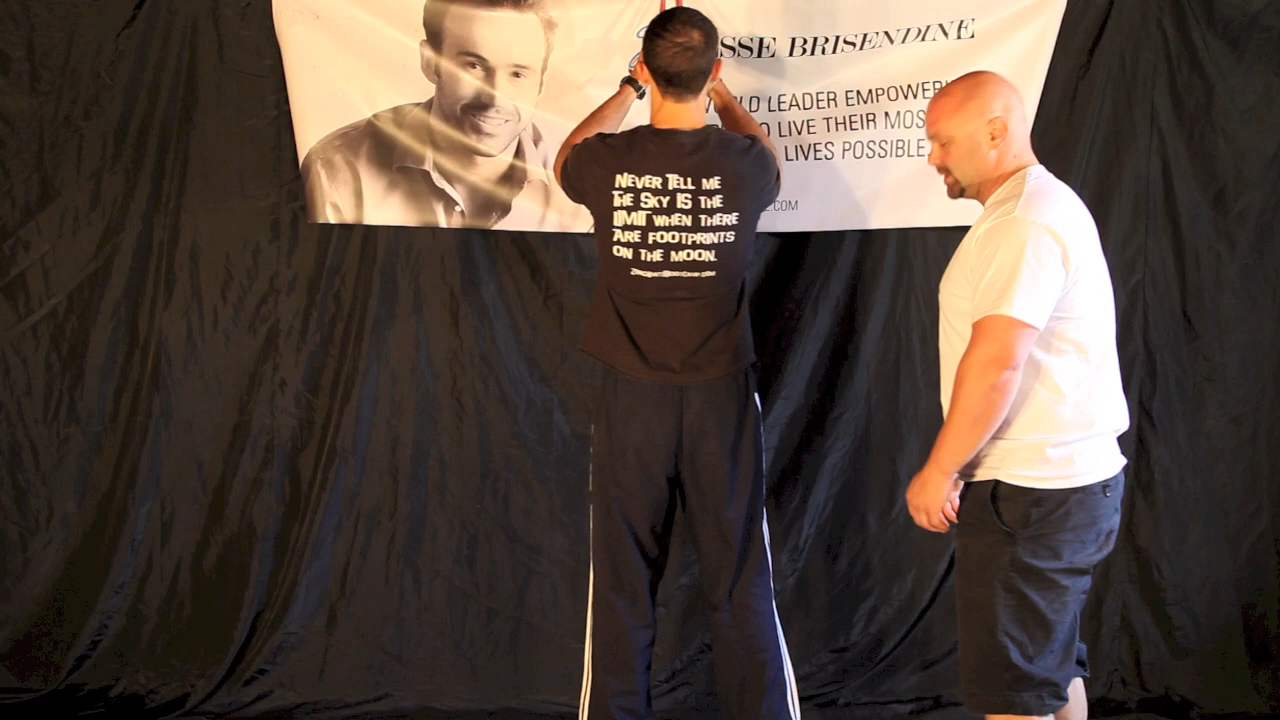 SSE BRISENDINE
LD LEADER EMPOWERI
O LIVE THEIR MOS
LIVES POSSIBLE
.COM
NEVER TELL ME
THE SKY IS THE
LIMIT WHEN THERE
ARE FOOTPRINTS
ON THE MOON.